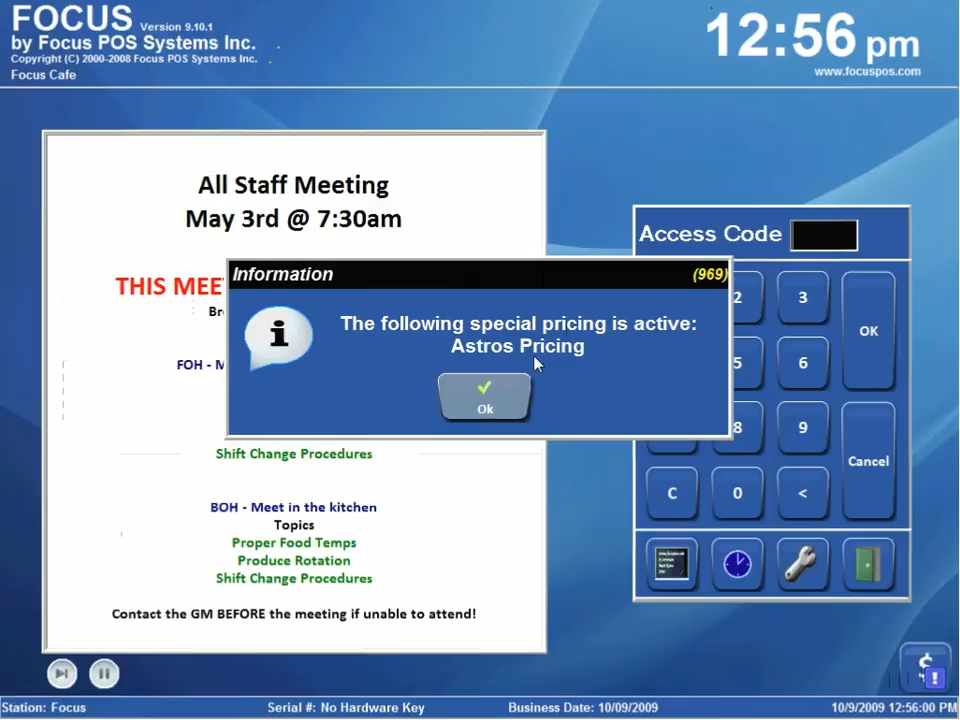 FOCUS Version 9.10.1
by Focus POS Systems Inc.
Copyright (C) 2000-2008 Focus POS Systems Inc.
Focus Cafe
12:56 pm
www.focuspos.com
All Staff Meeting
May 3rd @ 7:30am
THIS MEE
Br
FOH - M
Shift Change Procedures
BOH - Meet in the kitchen
Topics
Proper Food Temps
Produce Rotation
Shift Change Procedures
Contact the GM BEFORE the meeting if unable to attend!
Information (969)
The following special pricing is active:
Astros Pricing
Ok
Access Code
2 3 OK
5 6
8 9 Cancel
C 0 <
Station: Focus Serial #: No Hardware Key Business Date: 10/09/2009 10/9/2009 12:56:00 PM